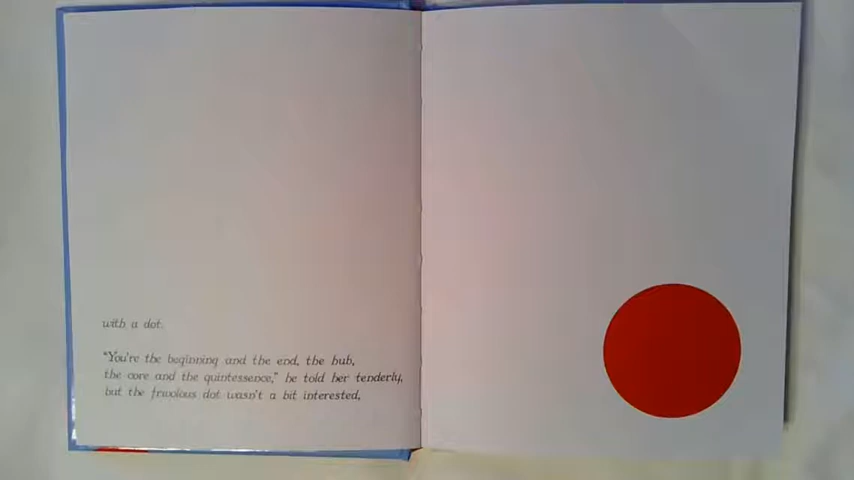 with a dot.
"You're the beginning and the end, the hub,
the core and the quintessence," he told her tenderly,
but the frivolous dot wasn't a bit interested,